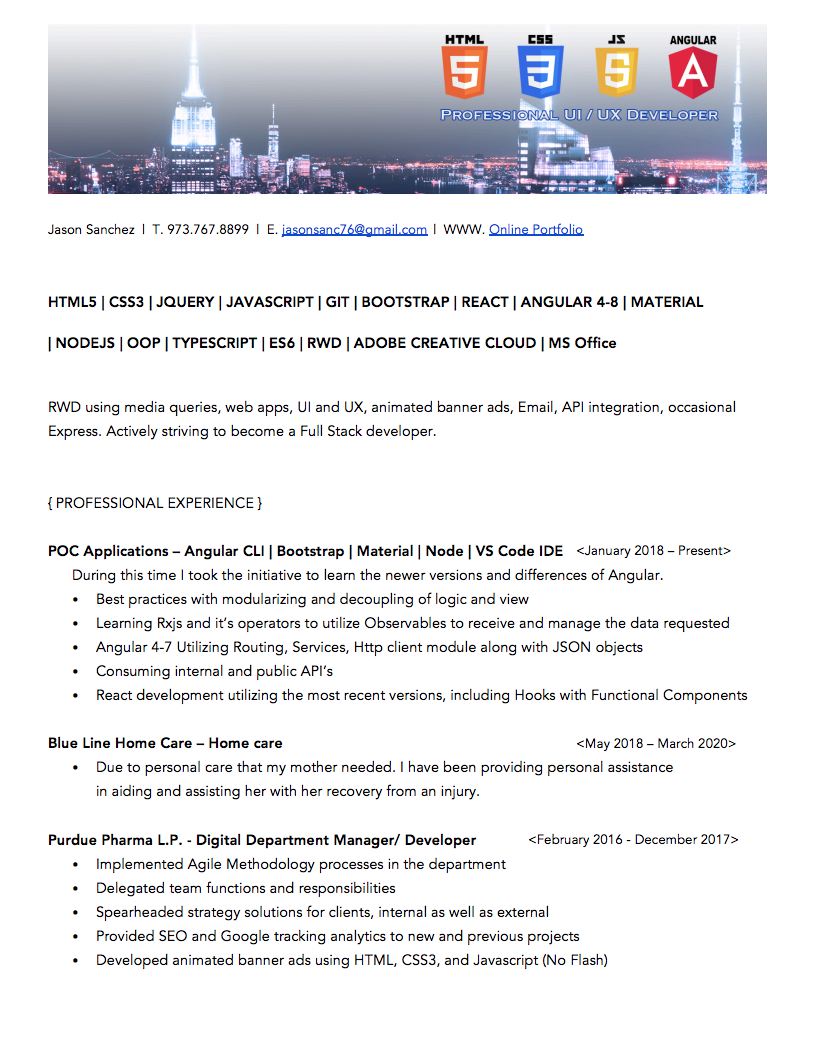 HTML CSS JS ANGULAR
5 3 5 A
PROFESSIONAL UI / UX DEVELOPER
Jason Sanchez | T. 973.767.8899 | E. jasonsanc76@gmail.com | WWW. Online Portfolio
HTML5 | CSS3 | JQUERY | JAVASCRIPT | GIT | BOOTSTRAP | REACT | ANGULAR 4-8 | MATERIAL
| NODEJS | OOP | TYPESCRIPT | ES6 | RWD | ADOBE CREATIVE CLOUD | MS Office
RWD using media queries, web apps, UI and UX, animated banner ads, Email, API integration, occasional
Express. Actively striving to become a Full Stack developer.
{ PROFESSIONAL EXPERIENCE }
POC Applications – Angular CLI | Bootstrap | Material | Node | VS Code IDE <January 2018 – Present>
During this time I took the initiative to learn the newer versions and differences of Angular.
• Best practices with modularizing and decoupling of logic and view
• Learning Rxjs and it's operators to utilize Observables to receive and manage the data requested
• Angular 4-7 Utilizing Routing, Services, Http client module along with JSON objects
• Consuming internal and public API's
• React development utilizing the most recent versions, including Hooks with Functional Components
Blue Line Home Care – Home care <May 2018 – March 2020>
• Due to personal care that my mother needed. I have been providing personal assistance
in aiding and assisting her with her recovery from an injury.
Purdue Pharma L.P. - Digital Department Manager/ Developer <February 2016 - December 2017>
• Implemented Agile Methodology processes in the department
• Delegated team functions and responsibilities
• Spearheaded strategy solutions for clients, internal as well as external
• Provided SEO and Google tracking analytics to new and previous projects
• Developed animated banner ads using HTML, CSS3, and Javascript (No Flash)